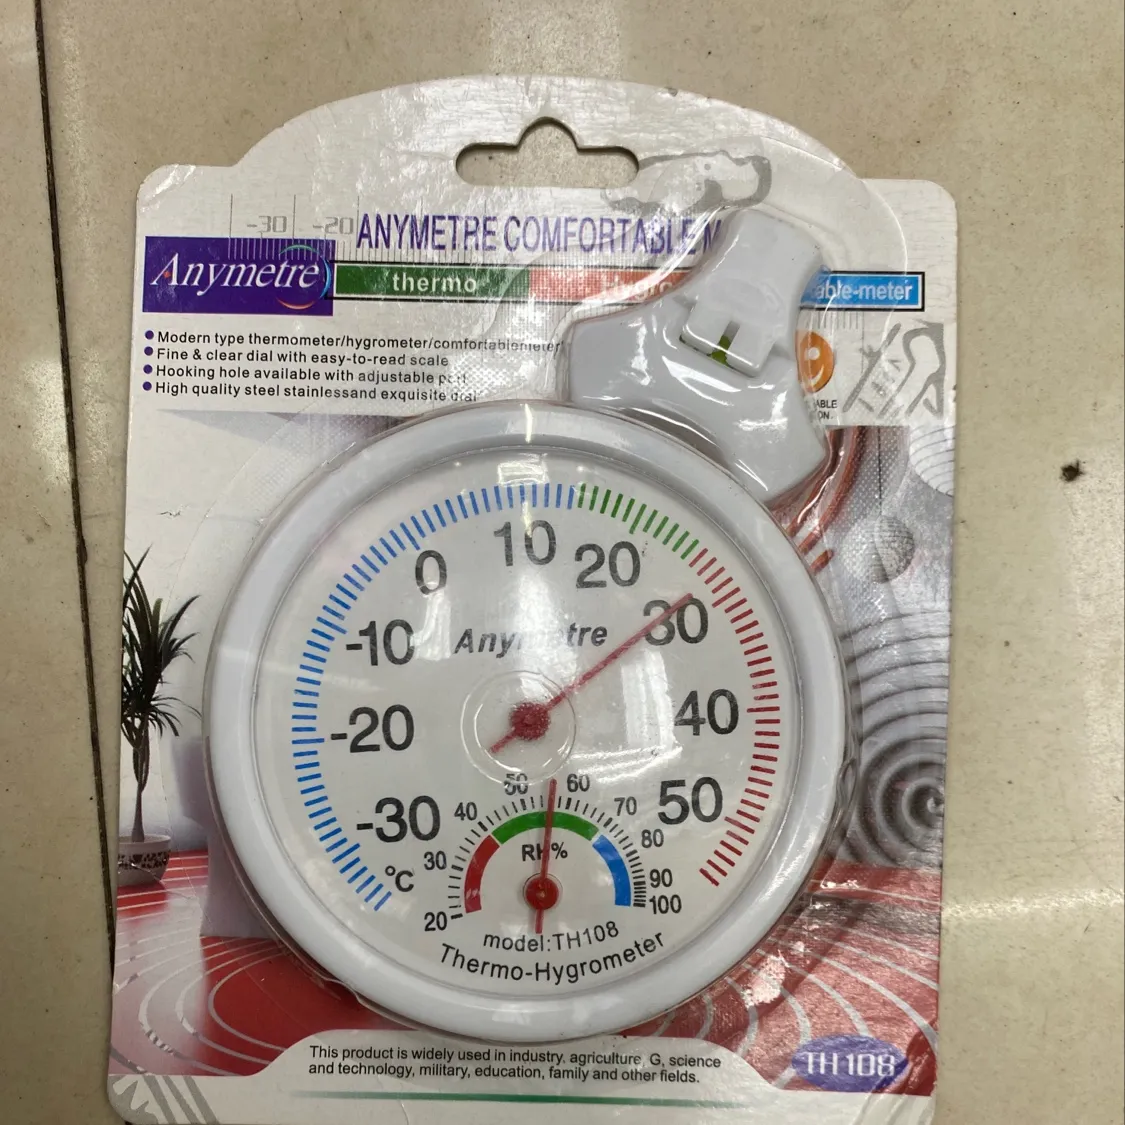 -30 -20
ANYMETRE COMFORTABLE
Anymetre
thermo
able-meter
Modern type thermometer/hygrometer/comfortablemeter
Fine & clear dial with easy-to-read scale
Hooking hole available with adjustable part
High quality steel stainlessand exquisite
ABLE
ON
-30 -20 -10 0 10 20 30 40 50
°C
20 30 40 50 60 70 80 90 100
RH%
model:TH108
Thermo-Hygrometer
This product is widely used in industry, agriculture, G, science
and technology, military, education, family and other fields.
TH108